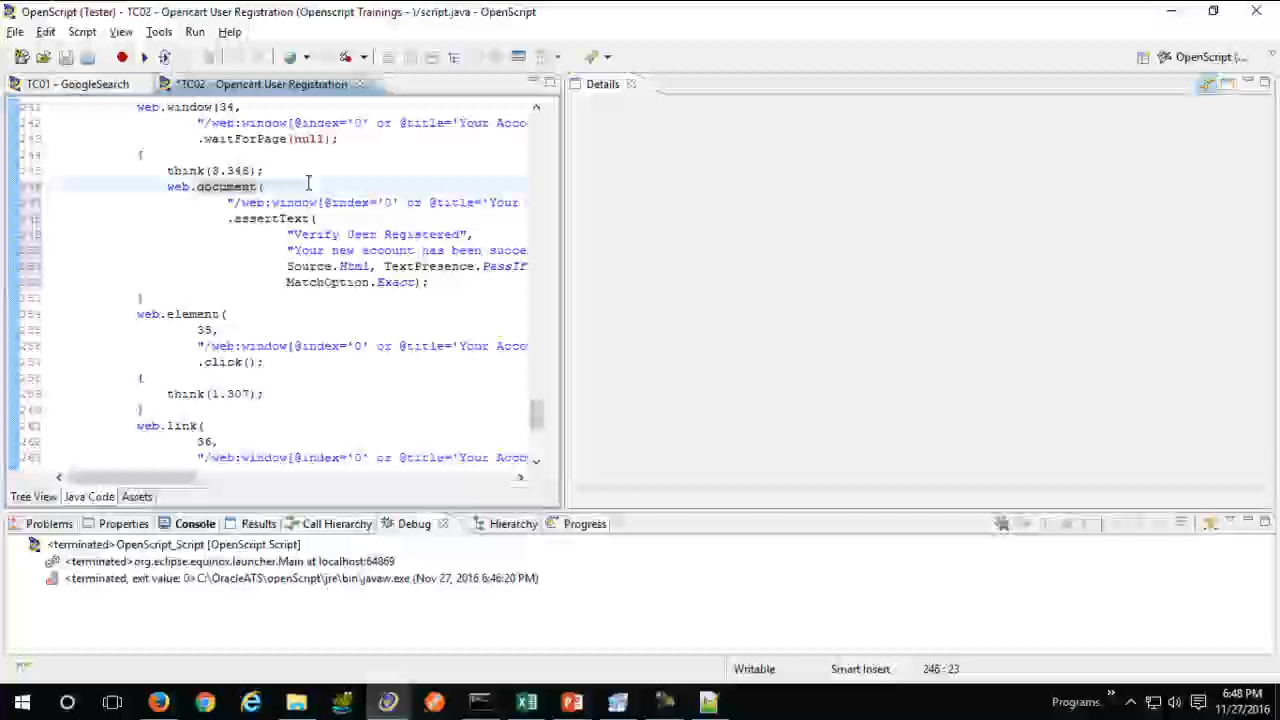 OpenScript (Tester) - TC02 - Opencart User Registration (Openscript Trainings - )/script.java - OpenScript
File Edit Script View Tools Run Help
OpenScript (...
TC01 - GoogleSearch
*TC02 - Opencart User Registration
Details
web.window(34,
"/web:window[@index='0' or @title='Your Acco
.waitForPage(null);
{
think(3.348);
web.document(
"/web:window[@index='0' or @title='Your
.assertText(
"Verify User Registered",
"Your new account has been succe
Source.Html, TextPresence.PassIf
MatchOption.Exact);
}
web.element(
35,
"/web:window[@index='0' or @title='Your Acco
.click();
{
think(1.307);
}
web.link(
36,
"/web:window[@index='0' or @title='Your Acco
Tree View Java Code Assets
Problems Properties Console Results Call Hierarchy Debug Hierarchy Progress
<terminated>OpenScript_Script [OpenScript Script]
<terminated>org.eclipse.equinox.launcher.Main at localhost:64869
<terminated, exit value: 0>C:\OracleATS\openScript\jre\bin\javaw.exe (Nov 27, 2016 6:46:20 PM)
Writable Smart Insert 246 : 23
Programs
6:48 PM
11/27/2016